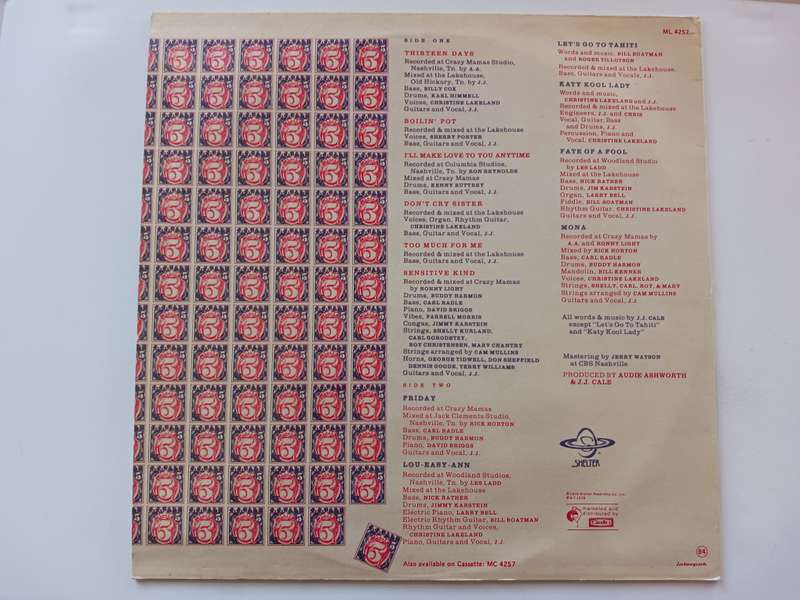 ML 4257
SIDE ONE
THIRTEEN DAYS
Recorded at Crazy Mamas Studio,
Nashville, Tn. by A.A.
Mixed at the Lakehouse,
Old Hickory, Tn. by J.J.
Bass, BILLY COX
Drums, KARL HIMMELL
Voices, CHRISTINE LAKELAND
Guitars and Vocal, J.J.
BOILIN' POT
Recorded & mixed at the Lakehouse
Voices, SHERRY PORTER
Bass, Guitars and Vocal, J.J.
I'LL MAKE LOVE TO YOU ANYTIME
Recorded at Columbia Studios,
Nashville, Tn. by RON REYNOLDS
Mixed at Crazy Mamas
Drums, KENNY BUTTREY
Bass, Guitars and Vocal, J.J.
DON'T CRY SISTER
Recorded & mixed at the Lakehouse
Voices, Organ, Rhythm Guitar,
CHRISTINE LAKELAND
Bass, Guitar and Vocal, J.J.
TOO MUCH FOR ME
Recorded & mixed at the Lakehouse
Bass, Guitars and Vocal, J.J.
SENSITIVE KIND
Recorded & mixed at Crazy Mamas
by RONNY LIGHT
Drums, BUDDY HARMON
Bass, CARL RADLE
Piano, DAVID BRIGGS
Vibes, FARRELL MORRIS
Congas, JIMMY KARSTEIN
Strings, SHELLY KURLAND,
CARL GORODETZY,
ROY CHRISTENSEN, MARY CHANTRY
Strings arranged by CAM MULLINS
Horns, GEORGE TIDWELL, DON SHEFFIELD
DENNIS GOODE, TERRY WILLIAMS
Guitars and Vocal, J.J.
SIDE TWO
FRIDAY
Recorded at Crazy Mamas
Mixed at Jack Clements Studio,
Nashville, Tn. by RICK HORTON
Bass, CARL RADLE
Drums, BUDDY HARMON
Piano, DAVID BRIGGS
Guitars and Vocal, J.J.
LOU-EASY-ANN
Recorded at Woodland Studios,
Nashville, Tn. by LES LADD
Mixed at the Lakehouse
Bass, NICK RATHER
Drums, JIMMY KARSTEIN
Electric Piano, LARRY BELL
Electric Rhythm Guitar, BILL BOATMAN
Rhythm Guitar and Voices,
CHRISTINE LAKELAND
Piano, Guitars and Vocal, J.J.
Also available on Cassette: MC 4257
LET'S GO TO TAHITI
Words and music, BILL BOATMAN
and ROGER TILLOTSON
Recorded & mixed at the Lakehouse
Bass, Guitars and Vocals, J.J.
KATY KOOL LADY
Words and music,
CHRISTINE LAKELAND and J.J.
Recorded & mixed at the Lakehouse
Engineers, J.J. and CHRIS
Vocal, Guitar, Bass
and Drums, J.J.
Percussion, Piano and
Vocal, CHRISTINE LAKELAND
FATE OF A FOOL
Recorded at Woodland Studio
by LES LADD
Mixed at the Lakehouse
Bass, NICK RATHER
Drums, JIM KARSTEIN
Organ, LARRY BELL
Fiddle, BILL BOATMAN
Rhythm Guitar, CHRISTINE LAKELAND
Guitars and Vocal, J.J.
MONA
Recorded at Crazy Mamas by
A.A. and RONNY LIGHT
Mixed by RICK HORTON
Bass, CARL RADLE
Drums, BUDDY HARMON
Mandolin, BILL KENNER
Voices, CHRISTINE LAKELAND
Strings, SHELLY, CARL, ROY, & MARY
Strings arranged by CAM MULLINS
Guitars and Vocal, J.J.
All words & music by J.J. CALE
except "Let's Go To Tahiti"
and "Katy Kool Lady"
Mastering by JERRY WATSON
at CBS Nashville
PRODUCED by AUDIE ASHWORTH
& J.J. CALE
SHELTER
marketed and
distributed by
84
Interpak
5